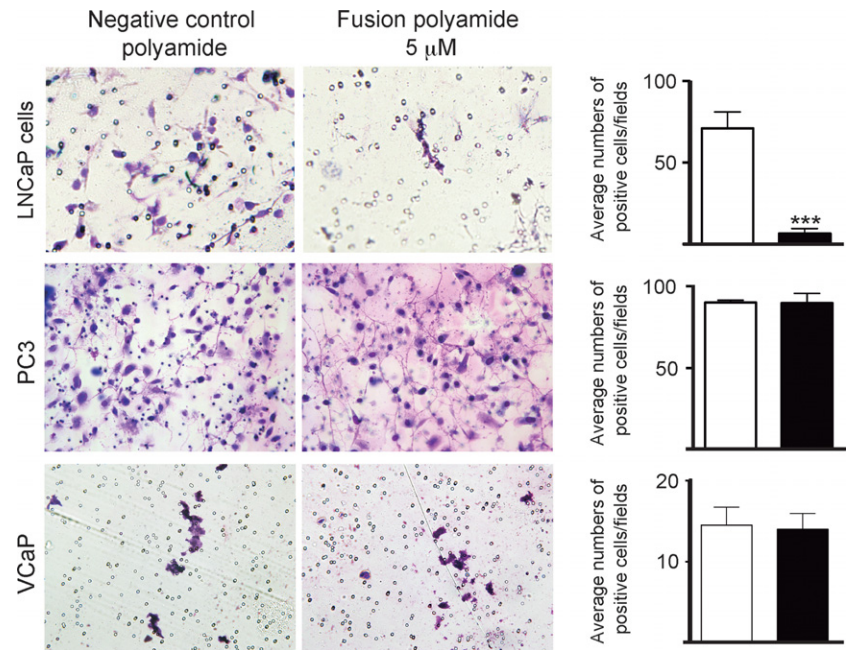 Negative control
polyamide
Fusion polyamide
5 μM
LNCaP cells
Average numbers of
positive cells/fields
100
50
***
PC3
Average numbers of
positive cells/fields
100
50
VCaP
Average numbers of
positive cells/fields
20
10